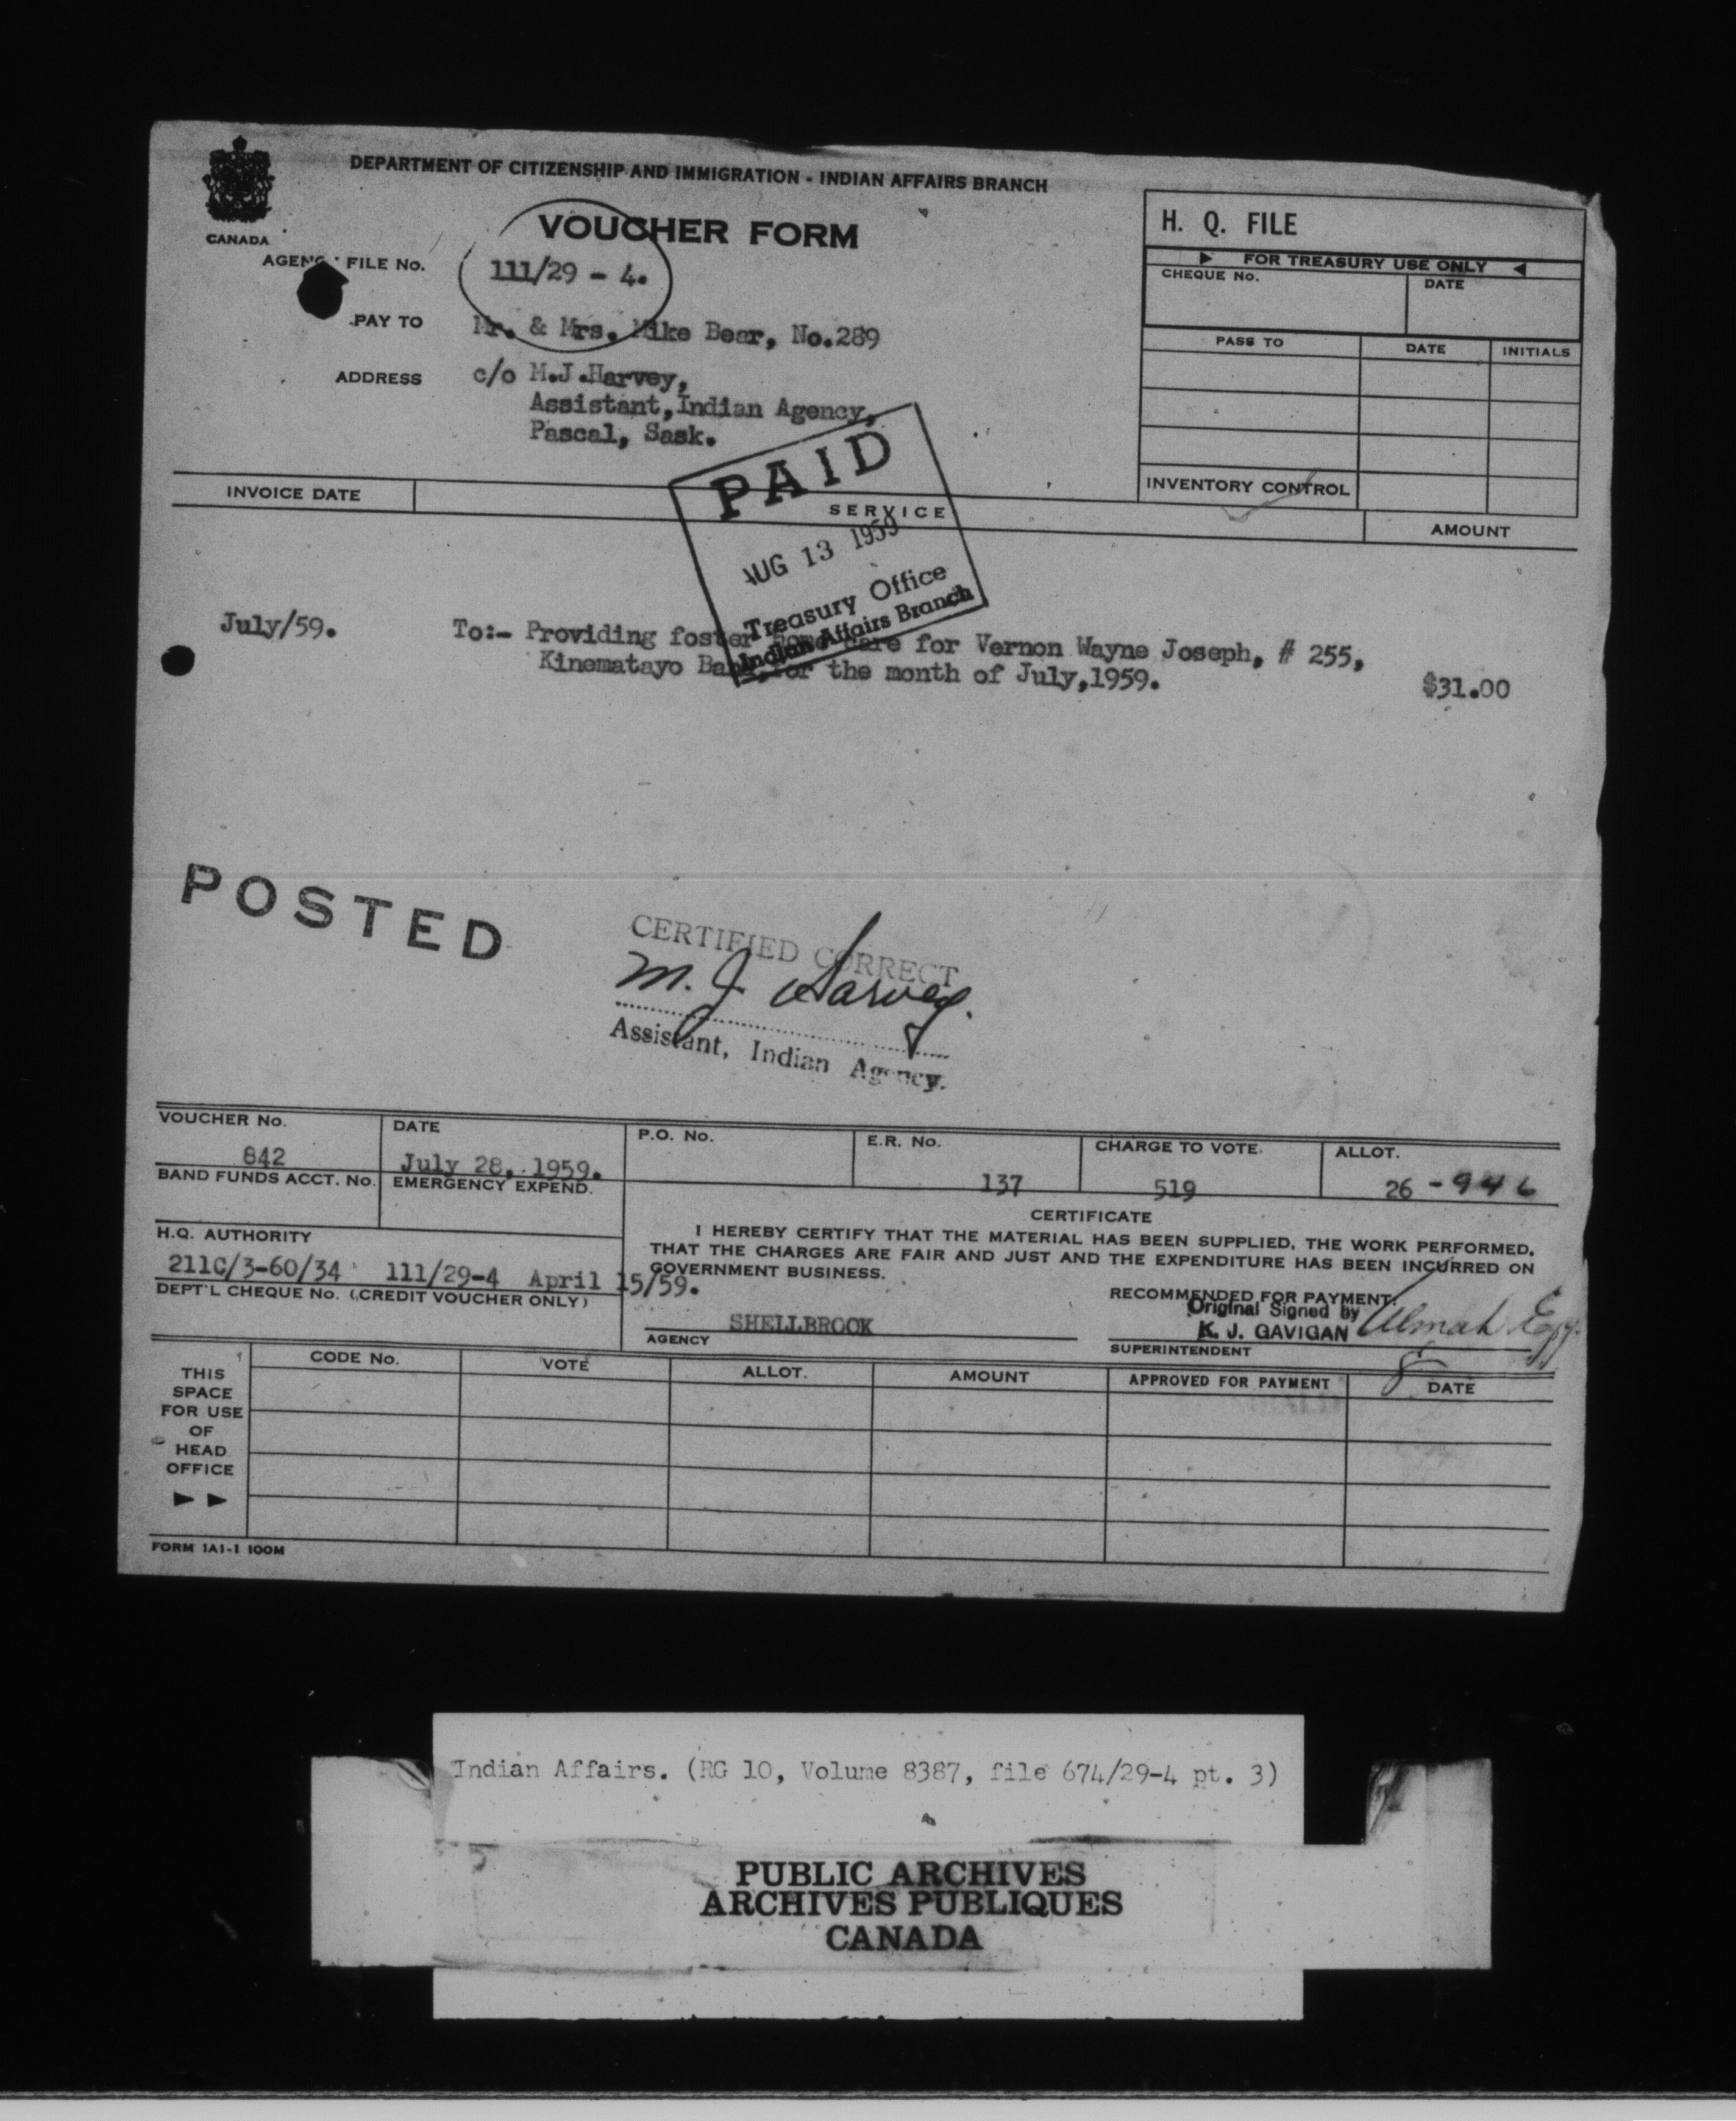 DEPARTMENT OF CITIZENSHIP AND IMMIGRATION - INDIAN AFFAIRS BRANCH
CANADA
VOUCHER FORM
AGENCY FILE No. 111/29 - 4.
PAY TO Mr. & Mrs. Mike Bear, No.289
ADDRESS c/o M.J.Harvey,
Assistant,Indian Agency,
Pascal, Sask.
H. Q. FILE
FOR TREASURY USE ONLY
CHEQUE No. DATE
PASS TO DATE INITIALS
INVENTORY CONTROL
INVOICE DATE SERVICE AMOUNT
PAID
AUG 13 1959
Treasury Office
Indian Affairs Branch
July/59. To:- Providing foster home care for Vernon Wayne Joseph, # 255,
Kinematayo Band,for the month of July,1959. $31.00
POSTED
CERTIFIED CORRECT
M. J. Harvey.
Assistant, Indian Agency.
VOUCHER No. DATE P.O. No. E.R. No. CHARGE TO VOTE ALLOT.
842 July 28, 1959. 137 519 26 -946
BAND FUNDS ACCT. No. EMERGENCY EXPEND.
H.Q. AUTHORITY
211C/3-60/34 111/29-4 April 15/59.
DEPT'L CHEQUE No. (CREDIT VOUCHER ONLY)
CERTIFICATE
I HEREBY CERTIFY THAT THE MATERIAL HAS BEEN SUPPLIED, THE WORK PERFORMED,
THAT THE CHARGES ARE FAIR AND JUST AND THE EXPENDITURE HAS BEEN INCURRED ON
GOVERNMENT BUSINESS.
RECOMMENDED FOR PAYMENT.
Original Signed by
K. J. GAVIGAN
SHELLBROOK
AGENCY
SUPERINTENDENT
THIS
SPACE
FOR USE
OF
HEAD
OFFICE
CODE No. VOTE ALLOT. AMOUNT APPROVED FOR PAYMENT DATE
FORM 1A1-1 100M
Indian Affairs. (RG 10, Volume 8387, file 674/29-4 pt. 3)
PUBLIC ARCHIVES
ARCHIVES PUBLIQUES
CANADA